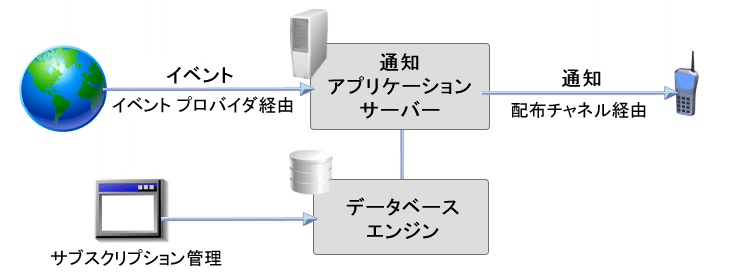 イベント
イベント プロバイダ経由
通知
アプリケーション
サーバー
通知
配布チャネル経由
データベース
エンジン
サブスクリプション管理